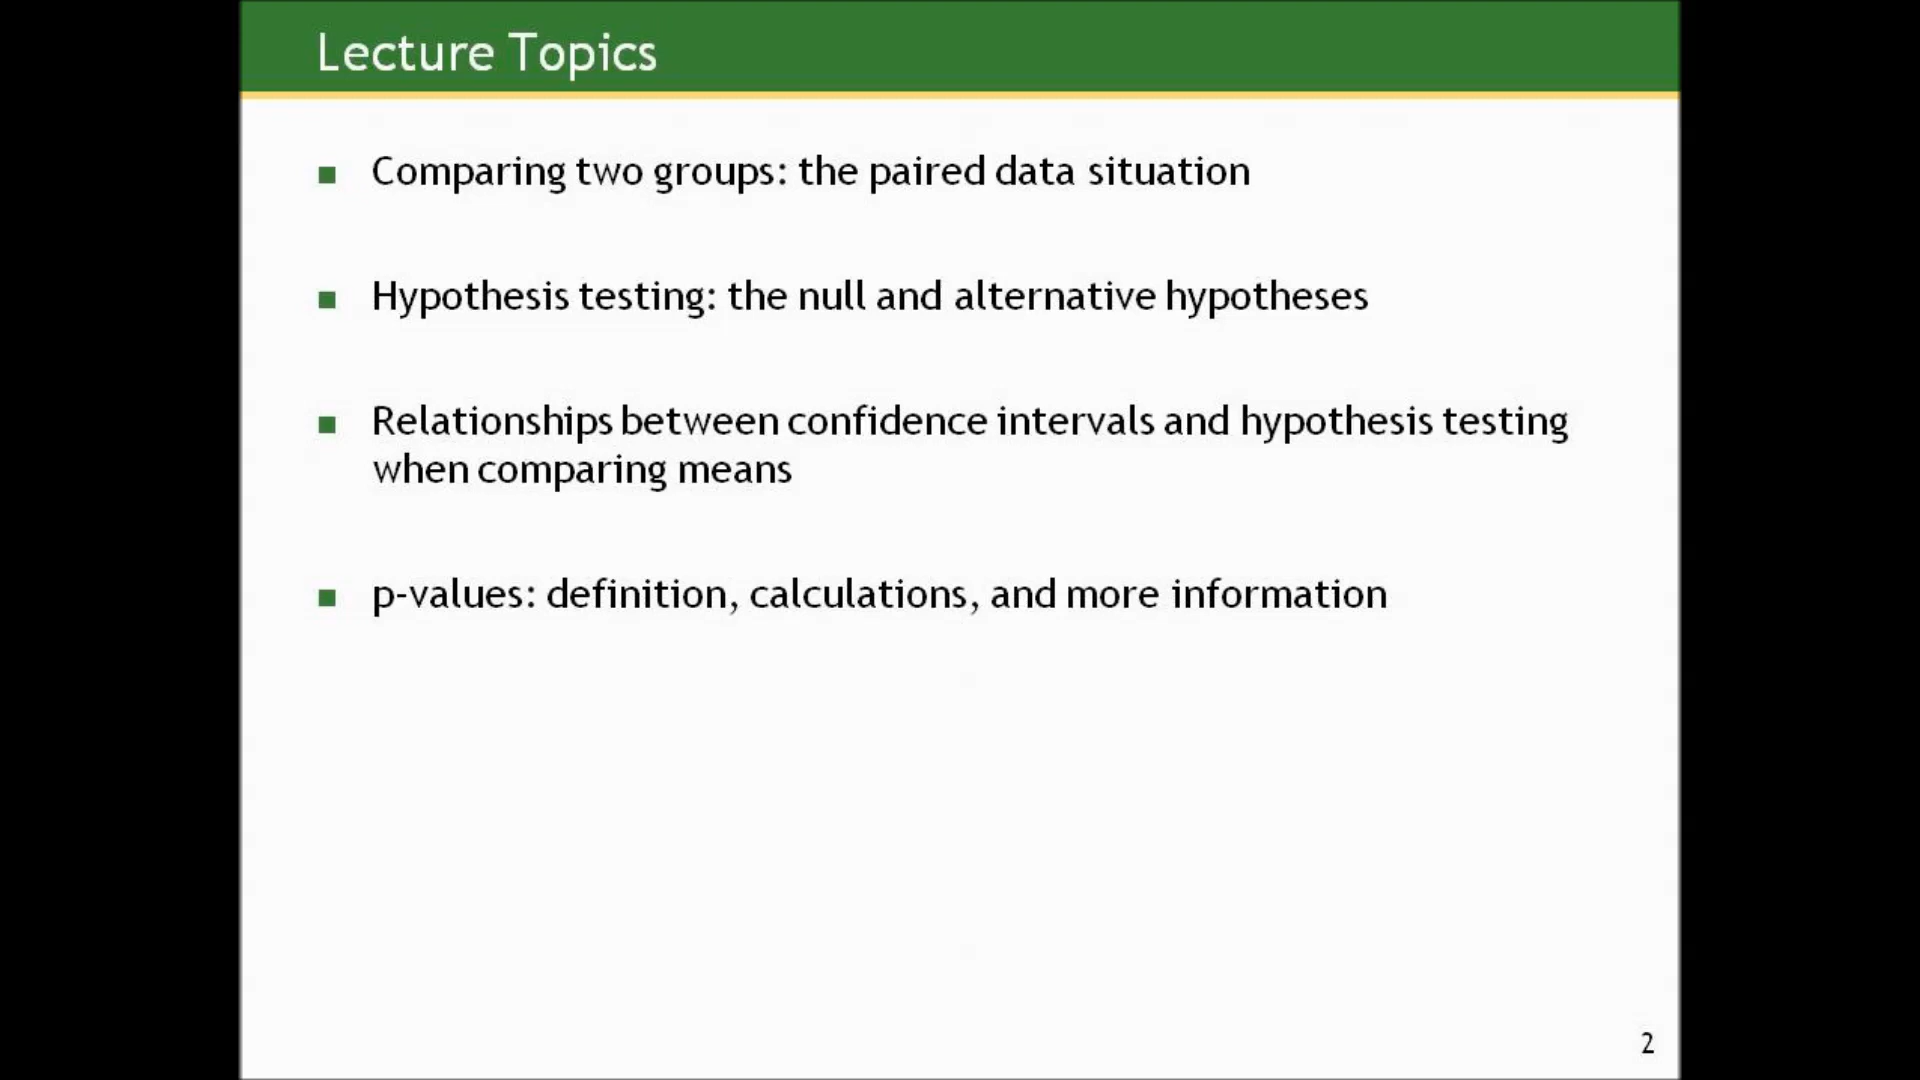 Lecture Topics
Comparing two groups: the paired data situation
Hypothesis testing: the null and alternative hypotheses
Relationships between confidence intervals and hypothesis testing
when comparing means
p-values: definition, calculations, and more information
2